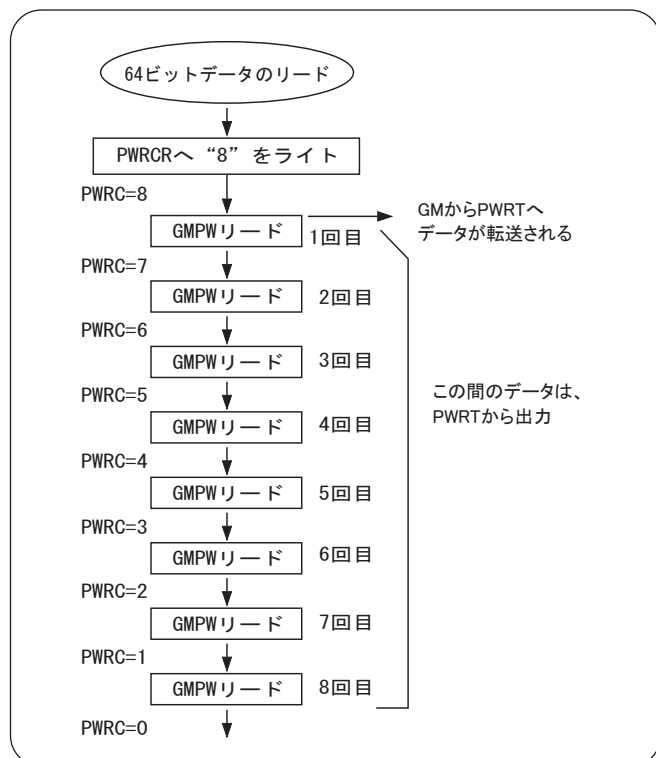 64ビットデータのリード
PWRCRへ “8” をライト
PWRC=8
GMPWリード
1回目
GMからPWRTへ
データが転送される
PWRC=7
GMPWリード
2回目
PWRC=6
GMPWリード
3回目
PWRC=5
GMPWリード
4回目
この間のデータは、
PWRTから出力
PWRC=4
GMPWリード
5回目
PWRC=3
GMPWリード
6回目
PWRC=2
GMPWリード
7回目
PWRC=1
GMPWリード
8回目
PWRC=0